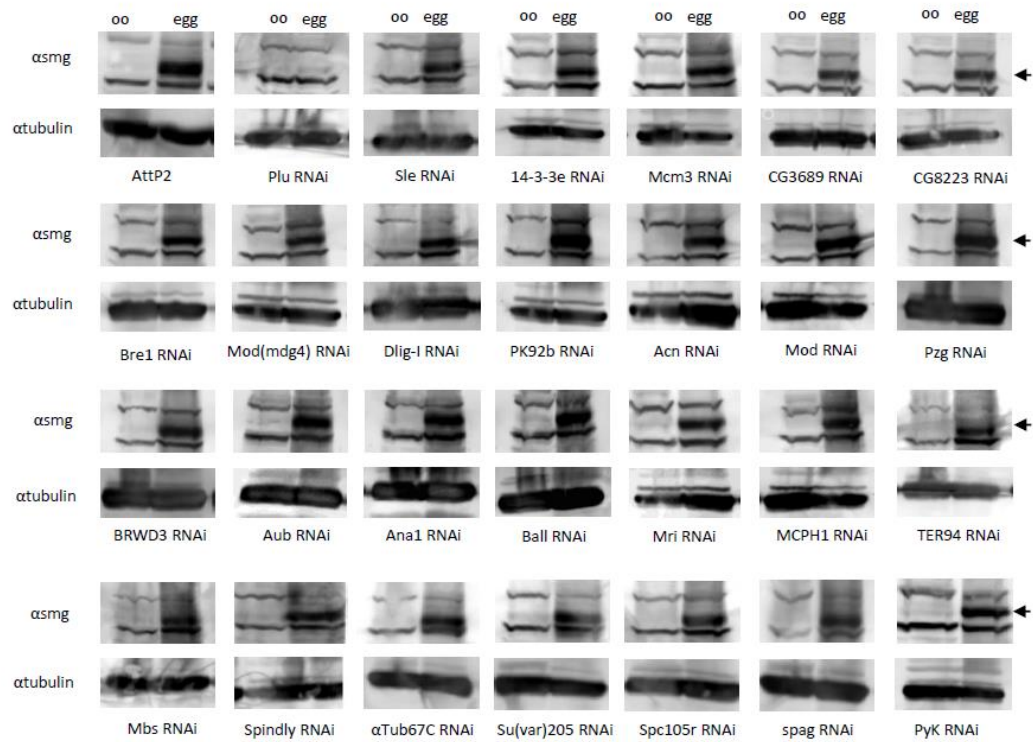 oo egg oo egg oo egg oo egg oo egg oo egg oo egg
αsmg
αtubulin
AttP2 Plu RNAi Sle RNAi 14-3-3e RNAi Mcm3 RNAi CG3689 RNAi CG8223 RNAi
αsmg
αtubulin
Bre1 RNAi Mod(mdg4) RNAi Dlig-I RNAi PK92b RNAi Acn RNAi Mod RNAi Pzg RNAi
αsmg
αtubulin
BRWD3 RNAi Aub RNAi Ana1 RNAi Ball RNAi Mri RNAi MCPH1 RNAi TER94 RNAi
αsmg
αtubulin
Mbs RNAi Spindly RNAi αTub67C RNAi Su(var)205 RNAi Spc105r RNAi spag RNAi PyK RNAi